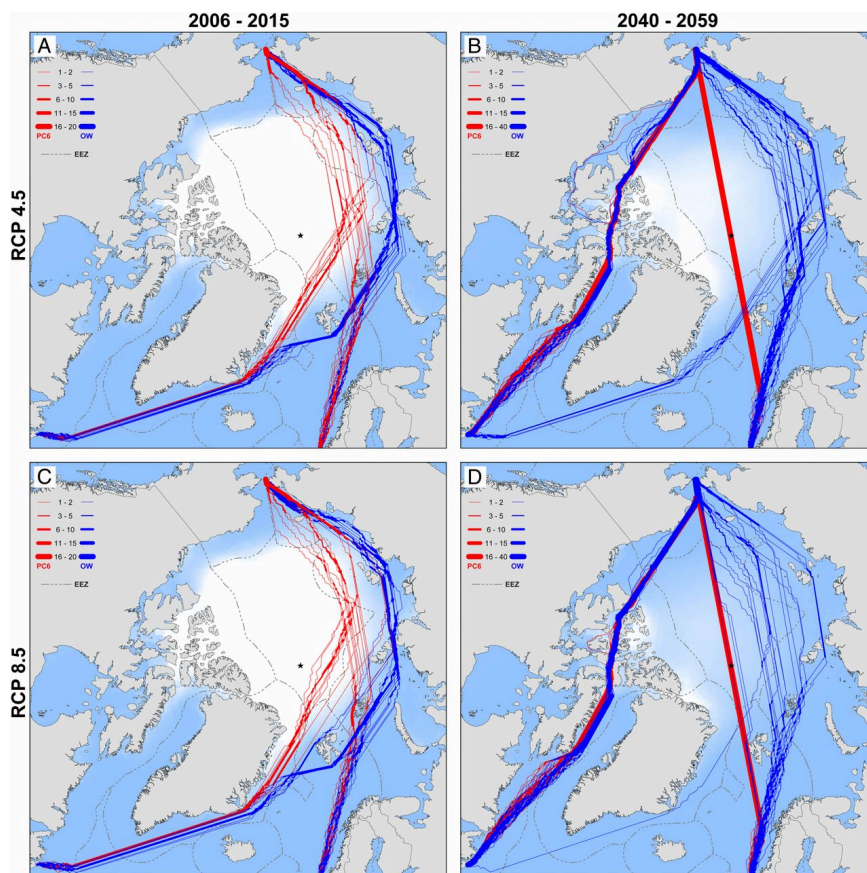 2006 - 2015
2040 - 2059
RCP 4.5
A
1 - 2
3 - 5
6 - 10
11 - 15
16 - 20
PC6 OW
EEZ
B
1 - 2
3 - 5
6 - 10
11 - 15
16 - 40
PC6 OW
EEZ
RCP 8.5
C
1 - 2
3 - 5
6 - 10
11 - 15
16 - 20
PC6 OW
EEZ
D
1 - 2
3 - 5
6 - 10
11 - 15
16 - 40
PC6 OW
EEZ